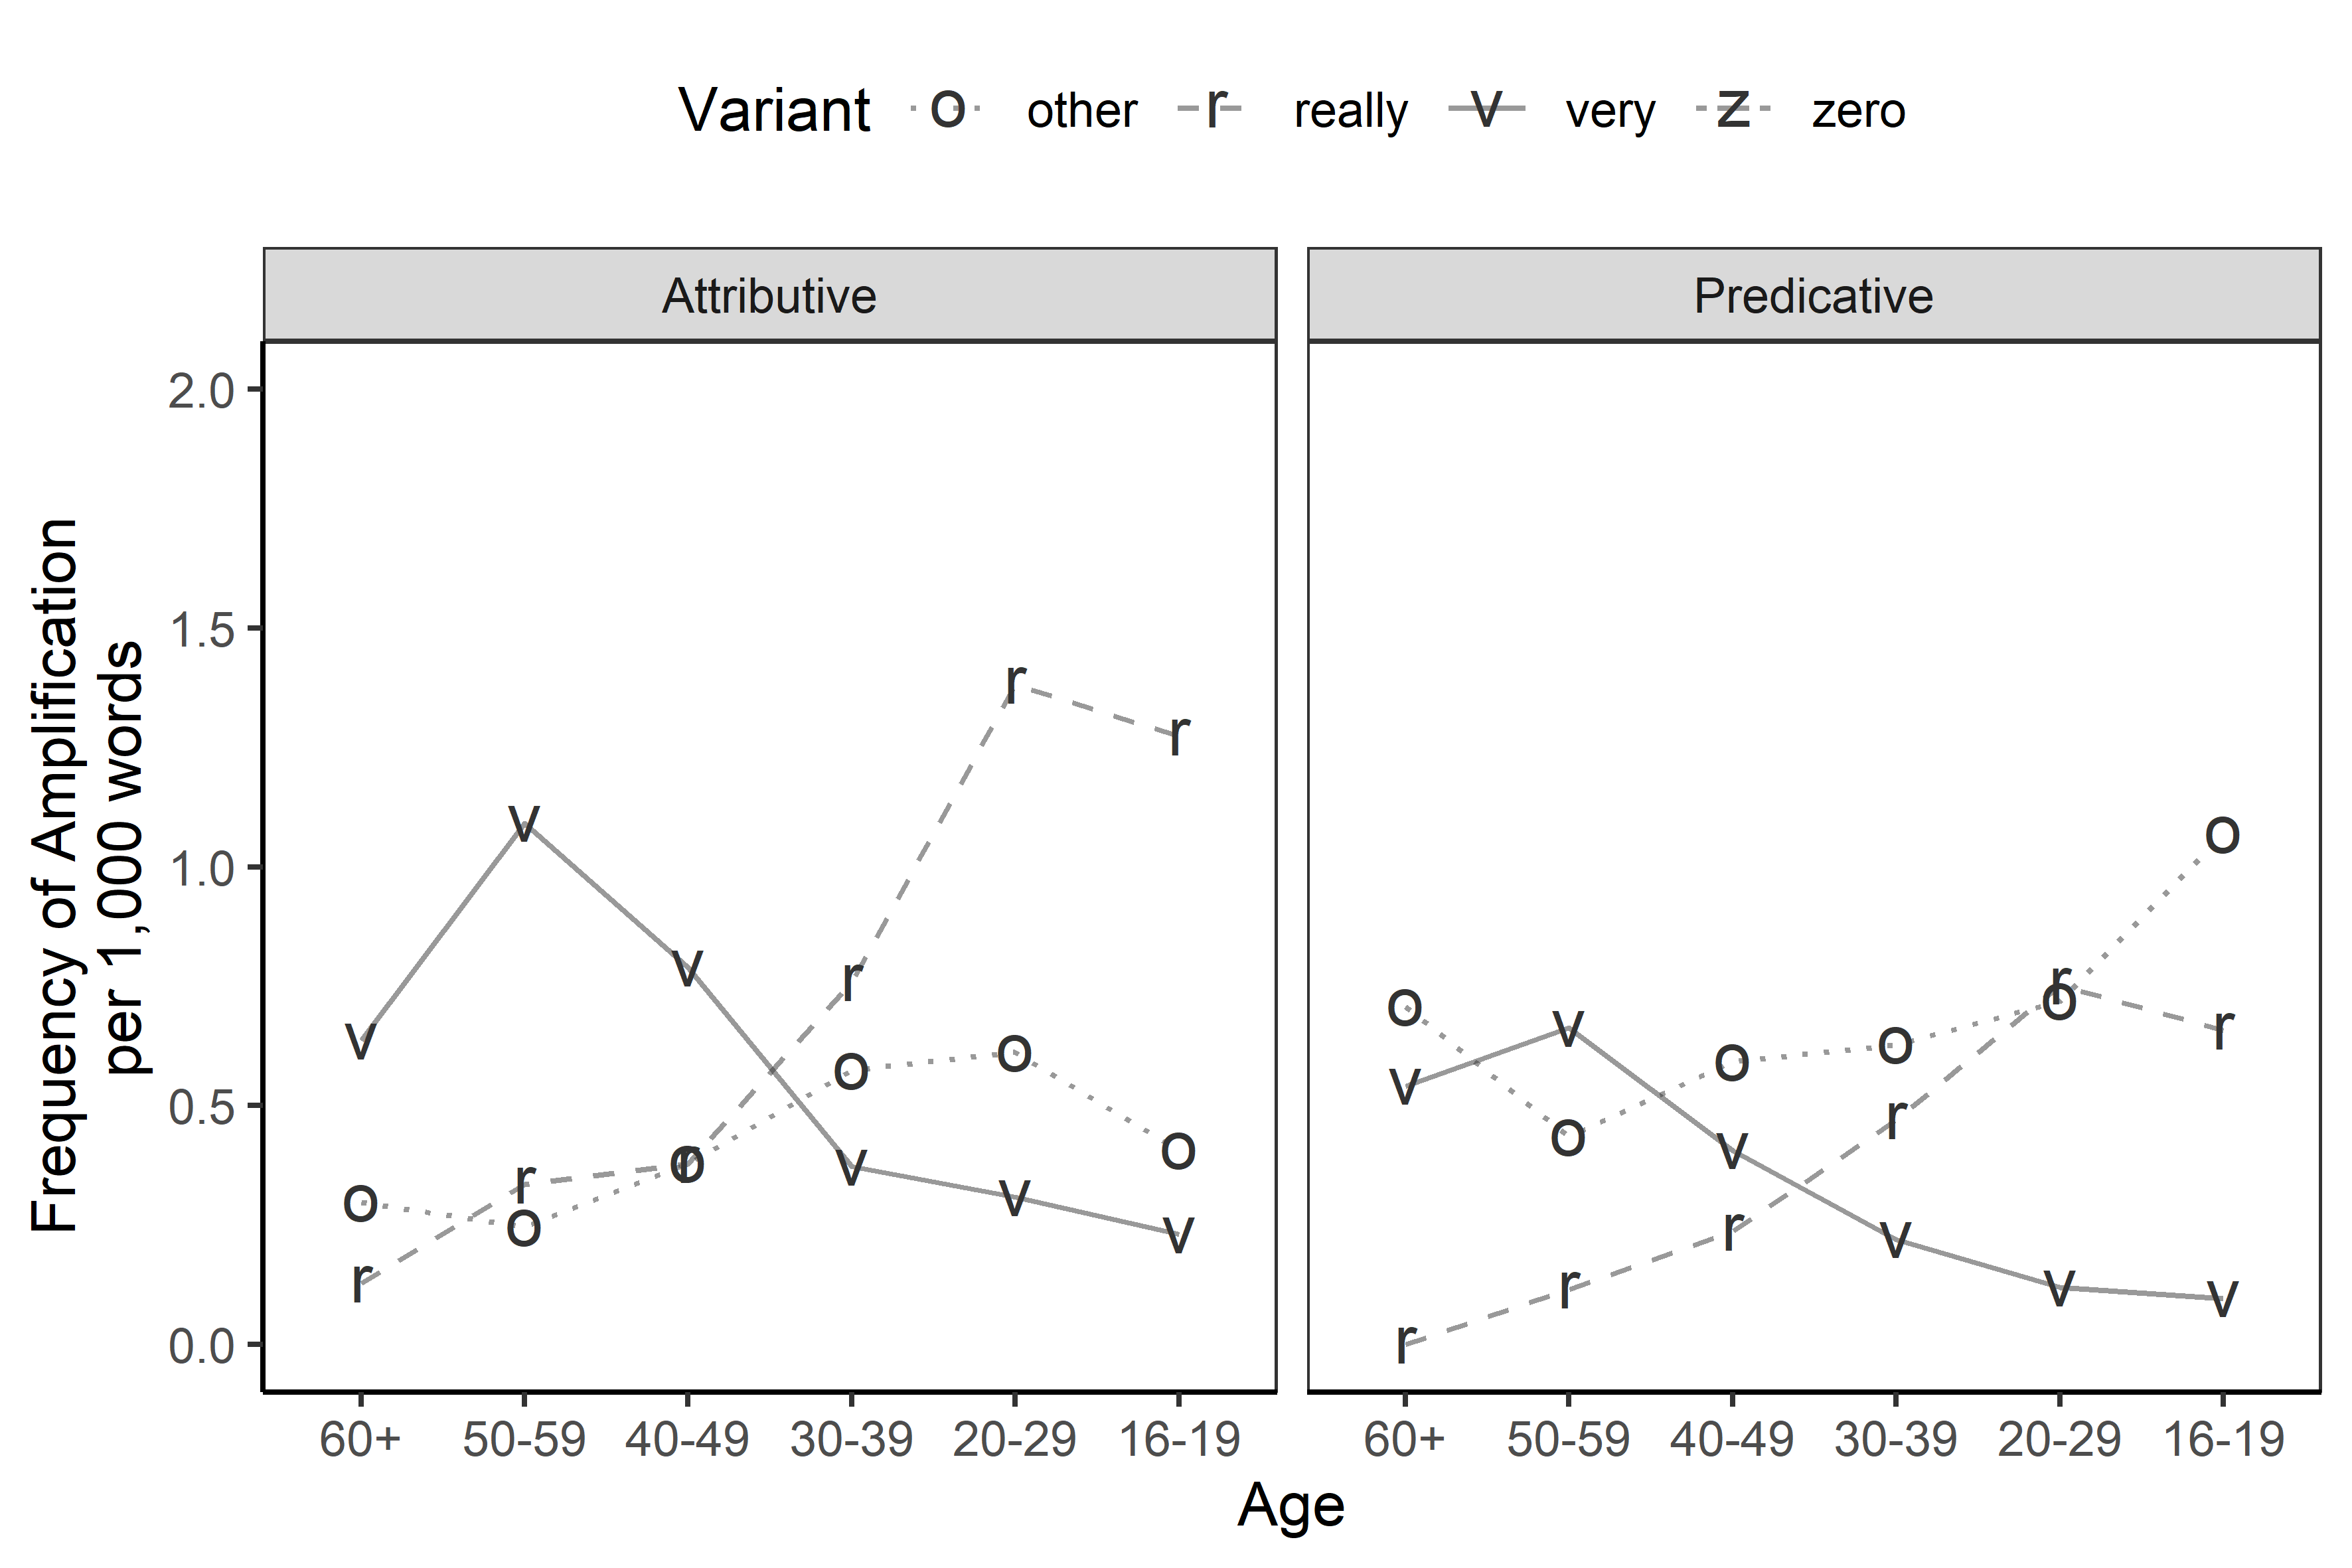 Variant o other r really v very z zero
Attributive Predicative
Frequency of Amplification
per 1,000 words
2.0
1.5
1.0
0.5
0.0
v v v v v v
r r r r r r
o o o o o o
v v v v v v
r r r r r r
o o o o o o
60+ 50-59 40-49 30-39 20-29 16-19 60+ 50-59 40-49 30-39 20-29 16-19
Age